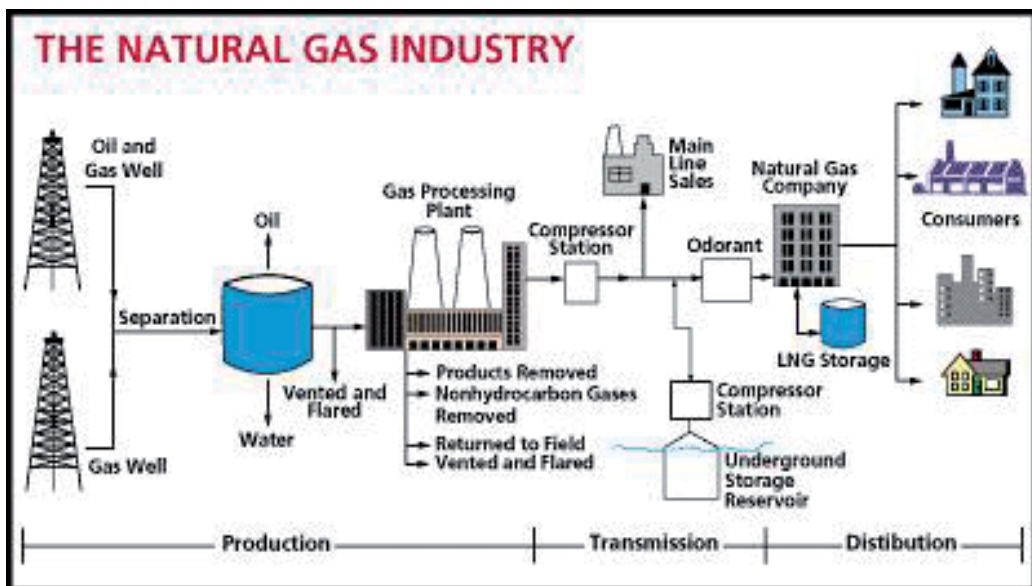 THE NATURAL GAS INDUSTRY
Oil and
Gas Well
Gas Well
Separation
Oil
Water
Vented and
Flared
Gas Processing
Plant
Products Removed
Nonhydrocarbon Gases
Removed
Returned to Field
Vented and Flared
Compressor
Station
Main
Line
Sales
Odorant
Compressor
Station
Underground
Storage
Reservoir
Natural Gas
Company
LNG Storage
Consumers
Production
Transmission
Distibution